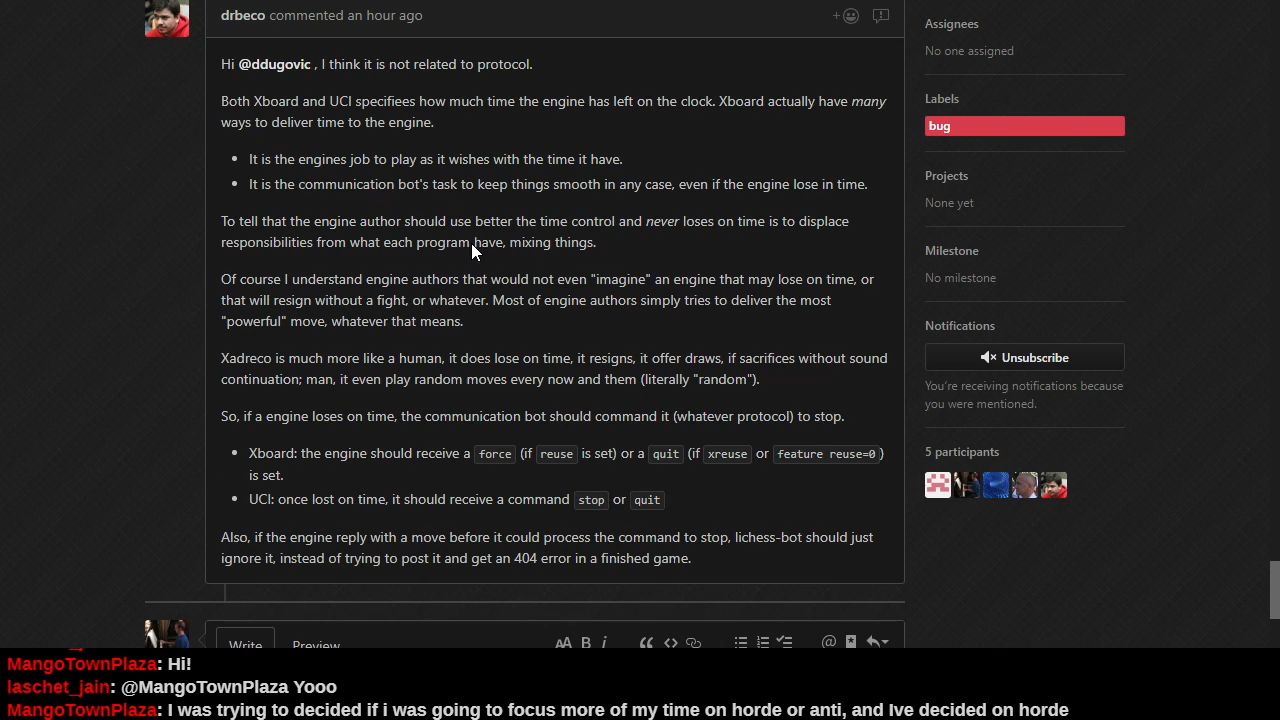 drbeco commented an hour ago
Hi @ddugovic , I think it is not related to protocol.
Both Xboard and UCI specifiees how much time the engine has left on the clock. Xboard actually have many
ways to deliver time to the engine.
It is the engines job to play as it wishes with the time it have.
It is the communication bot's task to keep things smooth in any case, even if the engine lose in time.
To tell that the engine author should use better the time control and never loses on time is to displace
responsibilities from what each program have, mixing things.
Of course I understand engine authors that would not even "imagine" an engine that may lose on time, or
that will resign without a fight, or whatever. Most of engine authors simply tries to deliver the most
"powerful" move, whatever that means.
Xadreco is much more like a human, it does lose on time, it resigns, it offer draws, if sacrifices without sound
continuation; man, it even play random moves every now and them (literally "random").
So, if a engine loses on time, the communication bot should command it (whatever protocol) to stop.
Xboard: the engine should receive a force (if reuse is set) or a quit (if xreuse or feature reuse=0 )
is set.
UCI: once lost on time, it should receive a command stop or quit
Also, if the engine reply with a move before it could process the command to stop, lichess-bot should just
ignore it, instead of trying to post it and get an 404 error in a finished game.
Write Preview
Assignees
No one assigned
Labels
bug
Projects
None yet
Milestone
No milestone
Notifications
Unsubscribe
You're receiving notifications because
you were mentioned.
5 participants
MangoTownPlaza: Hi!
laschet_jain: @MangoTownPlaza Yooo
MangoTownPlaza: I was trying to decided if i was going to focus more of my time on horde or anti, and Ive decided on horde